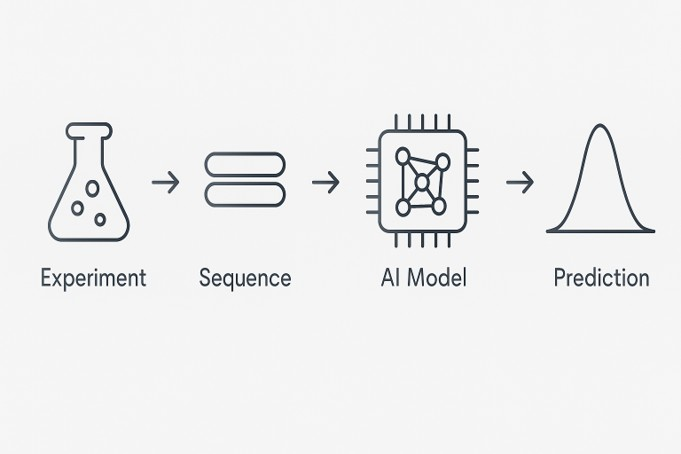 Experiment
Sequence
AI Model
Prediction